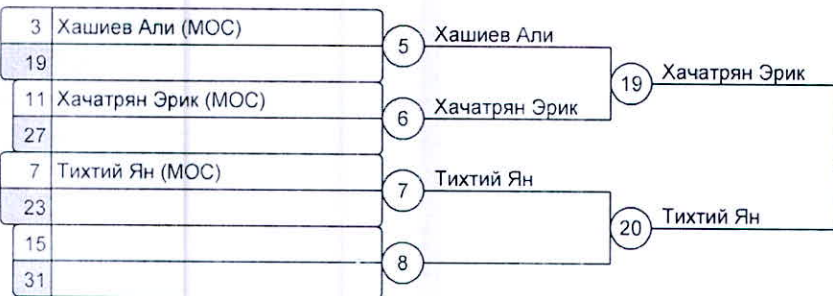 3 Хашиев Али (МОС)
19
5 Хашиев Али
11 Хачатрян Эрик (МОС)
27
6 Хачатрян Эрик
19 Хачатрян Эрик
7 Тихтий Ян (МОС)
23
7 Тихтий Ян
15
31
8
20 Тихтий Ян